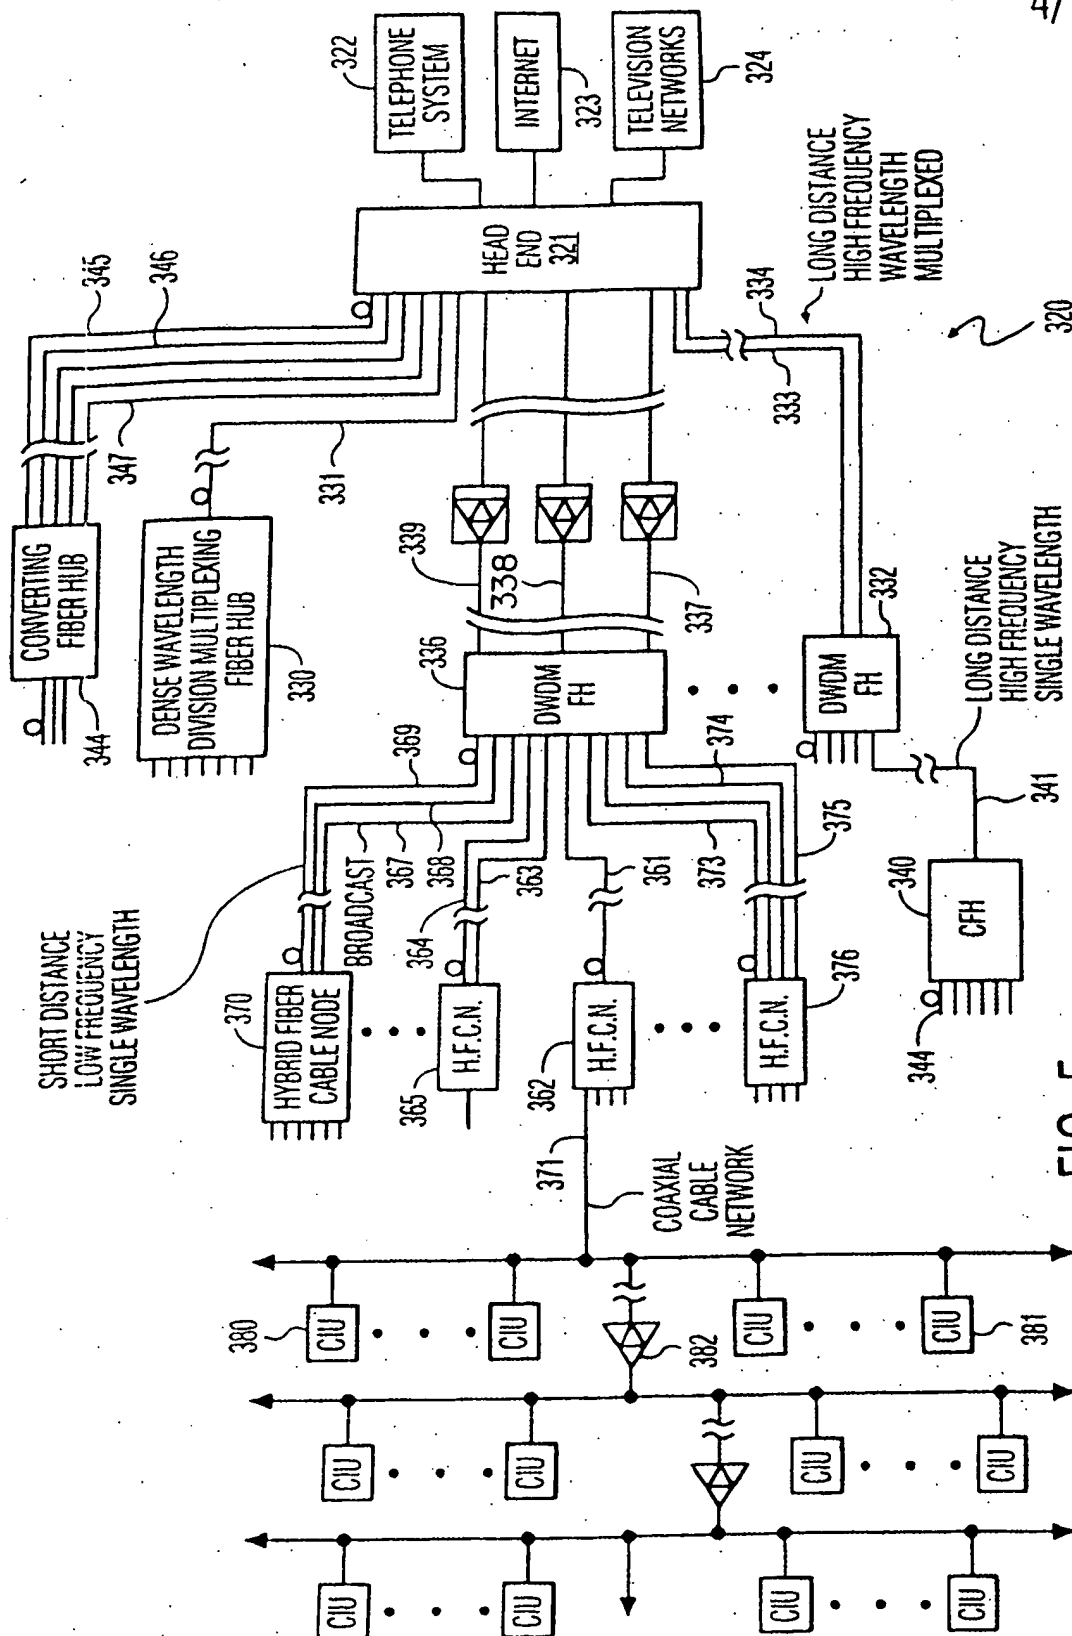 4/
322
TELEPHONE
SYSTEM
INTERNET
323
TELEVISION
NETWORKS
324
HEAD
END
321
345
346
347
331
334
333
LONG DISTANCE
HIGH FREQUENCY
WAVELENGTH
MULTIPLEXED
320
CONVERTING
FIBER HUB
344
DENSE WAVELENGTH
DIVISION MULTIPLEXING
FIBER HUB
330
339
338
337
336
DWDM
FH
332
DWDM
FH
LONG DISTANCE
HIGH FREQUENCY
SINGLE WAVELENGTH
341
369
368
367
BROADCAST
364
363
361
373
374
375
SHORT DISTANCE
LOW FREQUENCY
SINGLE WAVELENGTH
370
HYBRID FIBER
CABLE NODE
365
H.F.C.N.
362
H.F.C.N.
376
H.F.C.N.
340
CFH
344
371
COAXIAL
CABLE
NETWORK
380
CIU
CIU
382
CIU
CIU
381
CIU
CIU
CIU
CIU
CIU
CIU
CIU
CIU